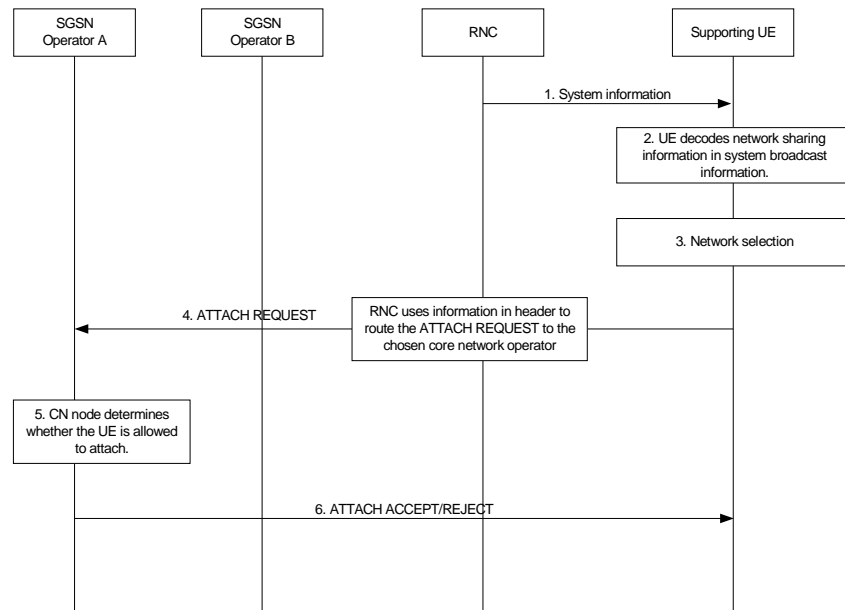 SGSN
Operator A
SGSN
Operator B
RNC
Supporting UE
1. System information
2. UE decodes network sharing
information in system broadcast
information.
3. Network selection
4. ATTACH REQUEST
RNC uses information in header to
route the ATTACH REQUEST to the
chosen core network operator
5. CN node determines
whether the UE is allowed
to attach.
6. ATTACH ACCEPT/REJECT